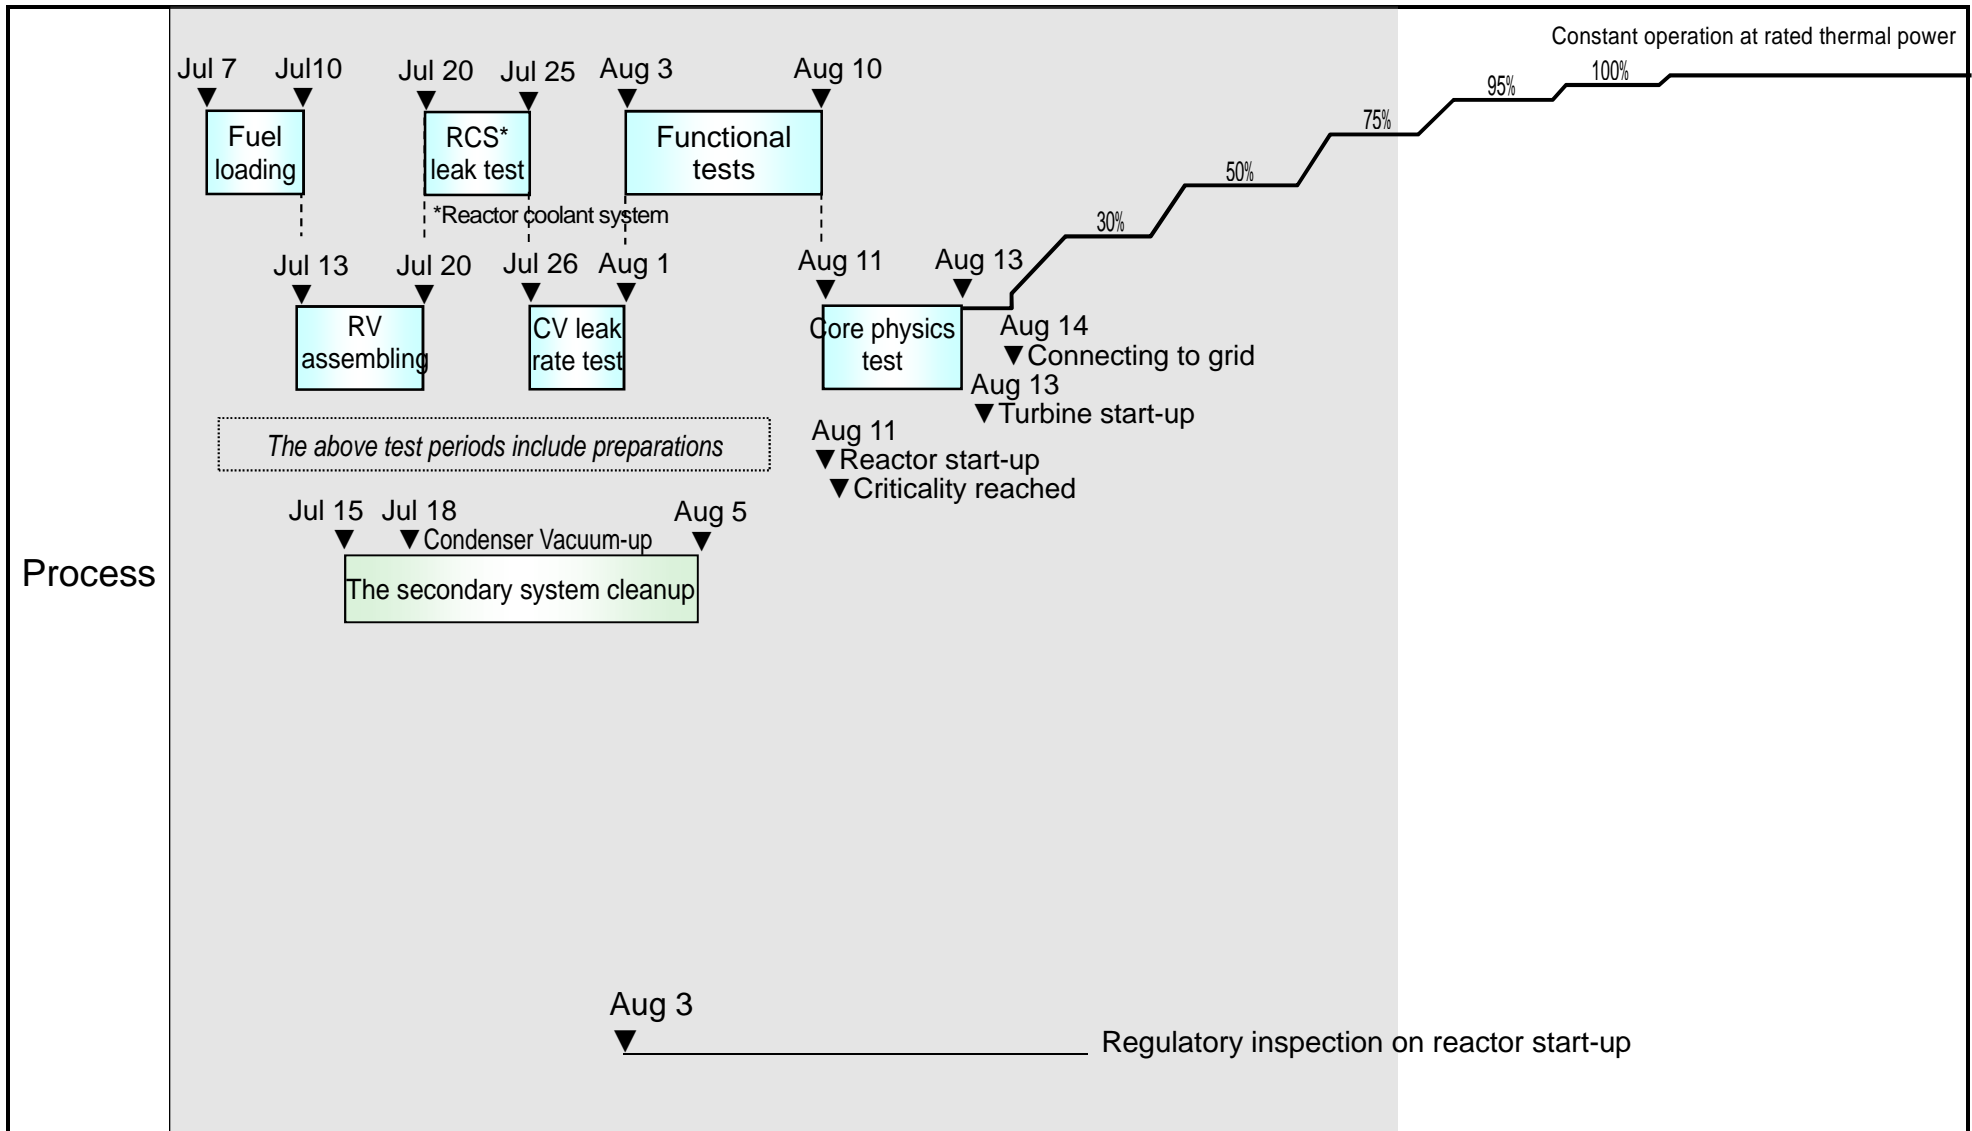 Constant operation at rated thermal power
Jul 7
Jul10
Jul 20
Jul 25
Aug 3
Aug 10
▼
▼
▼
▼
▼
▼
Fuel
loading
RCS*
leak test
Functional
tests
*Reactor coolant system
30%
50%
75%
95%
100%
Jul 13
Jul 20
Jul 26
Aug 1
Aug 11
Aug 13
▼
▼
▼
▼
▼
▼
RV
assembling
CV leak
rate test
Core physics
test
Aug 14
▼Connecting to grid
Aug 13
▼Turbine start-up
The above test periods include preparations
Aug 11
▼Reactor start-up
▼Criticality reached
Jul 15
Jul 18
Aug 5
▼
▼Condenser Vacuum-up
▼
The secondary system cleanup
Process
Aug 3
▼
Regulatory inspection on reactor start-up